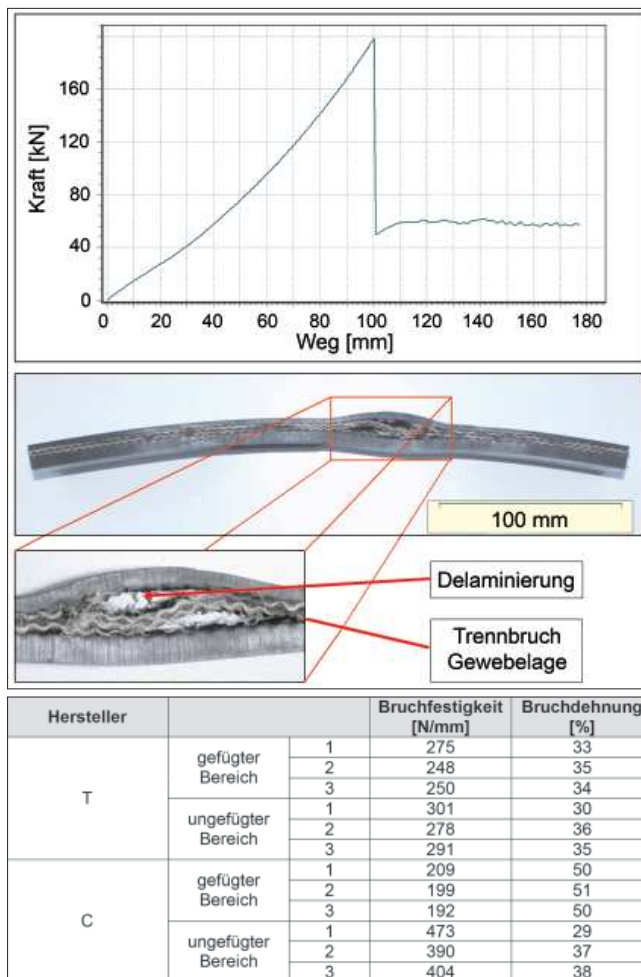 Kraft [kN]
160
120
80
40
0
0 20 40 60 80 100 120 140 160 180
Weg [mm]
100 mm
Delaminierung
Trennbruch
Gewebelage
Hersteller Bruchfestigkeit [N/mm] Bruchdehnung [%]
T gefügter Bereich 1 275 33
2 248 35
3 250 34
ungefügter Bereich 1 301 30
2 278 36
3 291 35
C gefügter Bereich 1 209 50
2 199 51
3 192 50
ungefügter Bereich 1 473 29
2 390 37
3 404 38